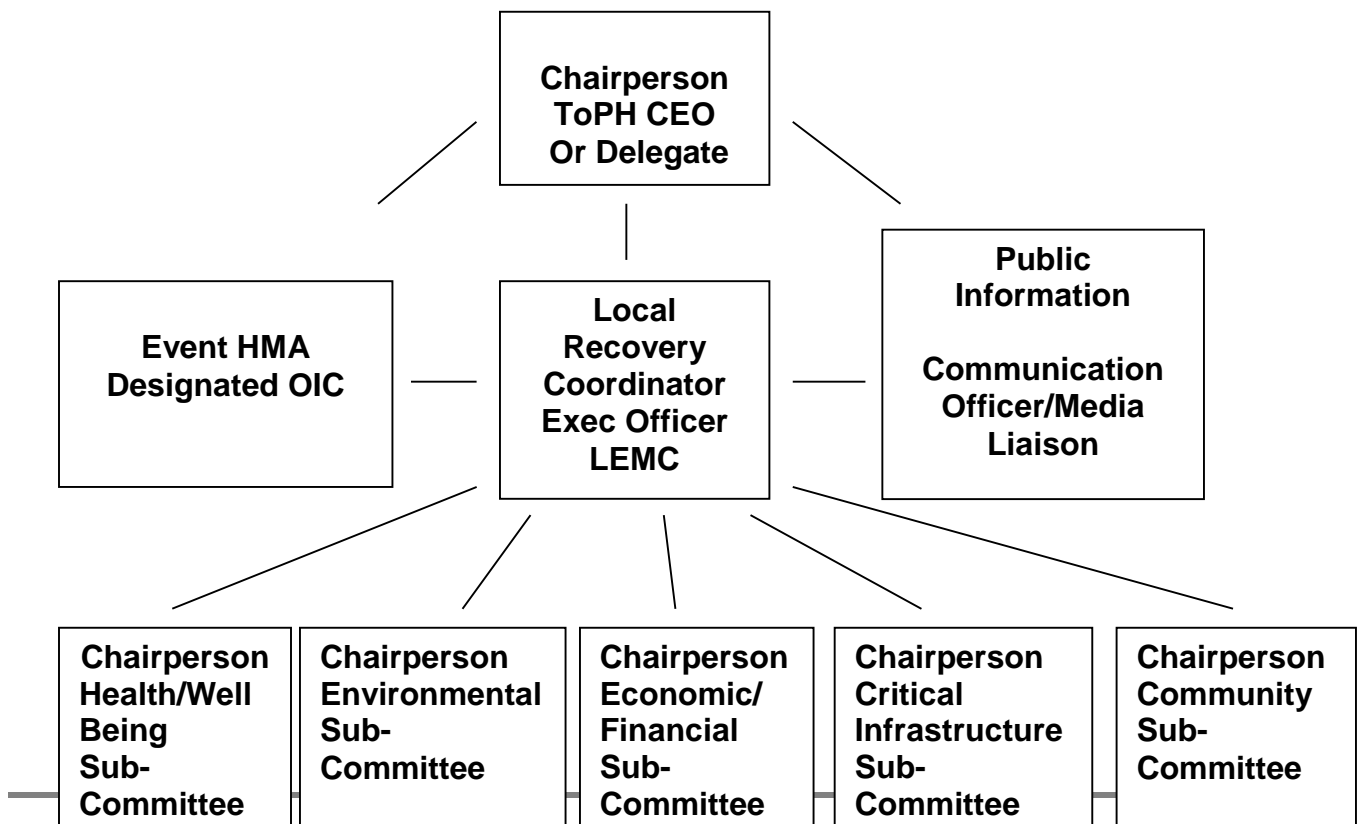 Chairperson
ToPH CEO
Or Delegate
Event HMA
Designated OIC
Local
Recovery
Coordinator
Exec Officer
LEMC
Public
Information
Communication
Officer/Media
Liaison
Chairperson
Health/Well
Being
Sub-
Committee
Chairperson
Environmental
Sub-
Committee
Chairperson
Economic/
Financial
Sub-
Committee
Chairperson
Critical
Infrastructure
Sub-
Committee
Chairperson
Community
Sub-
Committee